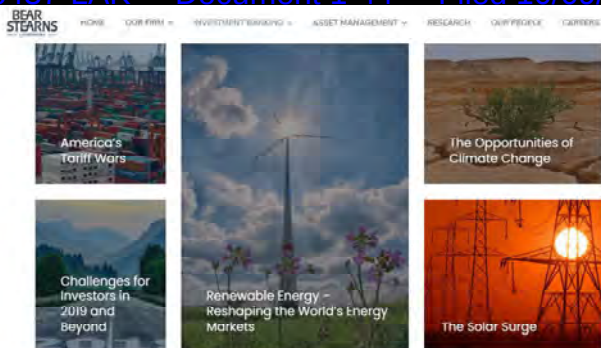 Document 1
BEAR
STEARNS
HOME OUR FIRM INVESTMENT BANKING ASSET MANAGEMENT RESEARCH OUR PEOPLE CAREERS
America's
Tariff Wars
The Opportunities of
Climate Change
Challenges for
Investors in
2019 and
Beyond
Renewable Energy –
Reshaping the World's Energy
Markets
The Solar Surge